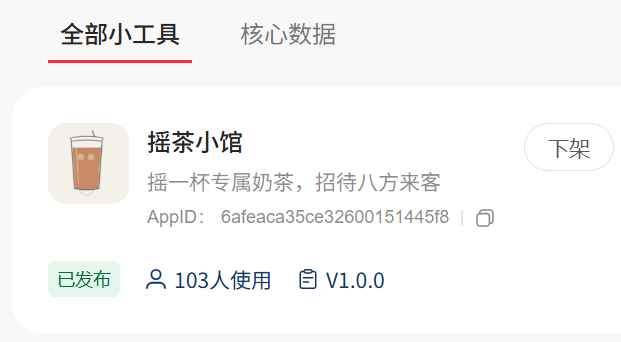 全部小工具 核心数据
摇茶小馆 下架
摇一杯专属奶茶，招待八方来客
AppID： 6afeaca35ce32600151445f8
已发布 103人使用 V1.0.0